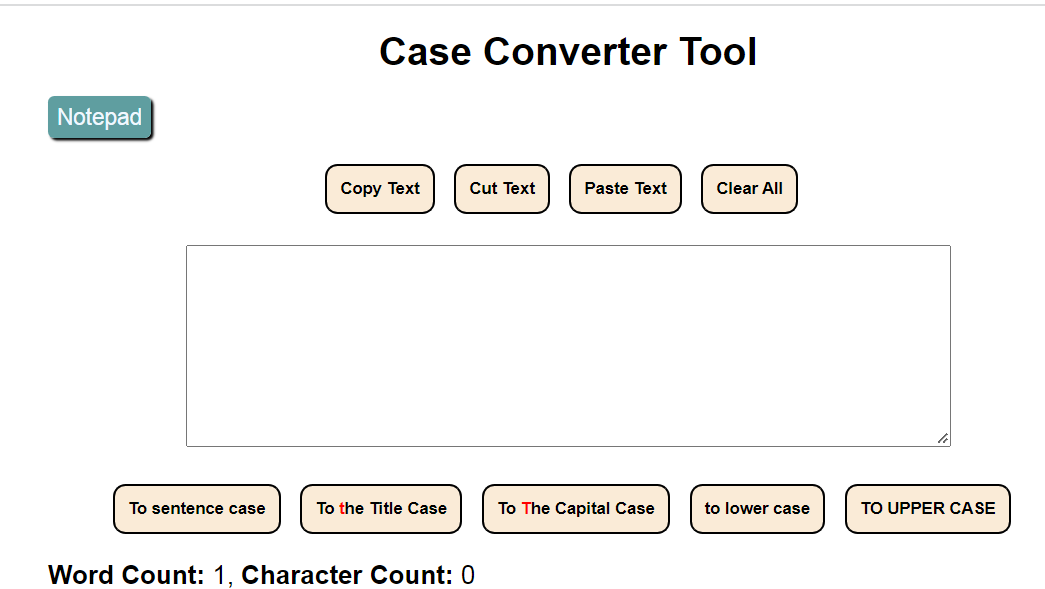 Case Converter Tool
Notepad
Copy Text Cut Text Paste Text Clear All
To sentence case To the Title Case To The Capital Case to lower case TO UPPER CASE
Word Count: 1, Character Count: 0